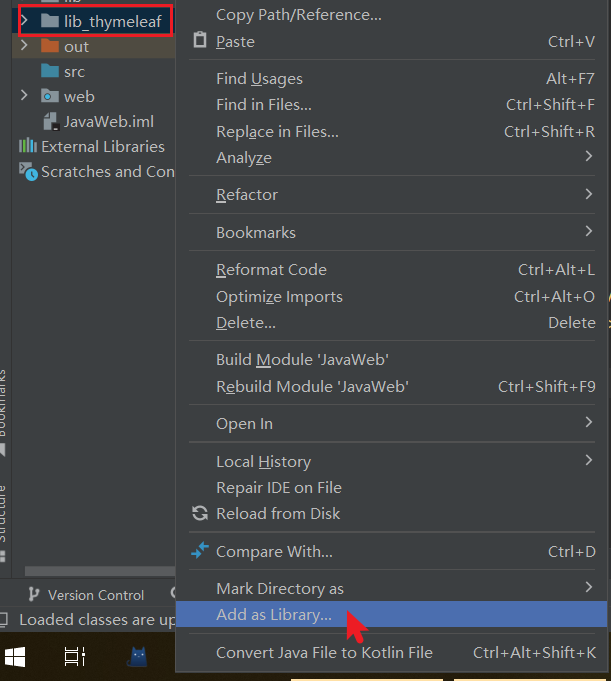 lib
lib_thymeleaf
out
src
web
JavaWeb.iml
External Libraries
Scratches and Con
Copy Path/Reference...
Paste Ctrl+V
Find Usages Alt+F7
Find in Files... Ctrl+Shift+F
Replace in Files... Ctrl+Shift+R
Analyze
Refactor
Bookmarks
Reformat Code Ctrl+Alt+L
Optimize Imports Ctrl+Alt+O
Delete... Delete
Build Module 'JavaWeb'
Rebuild Module 'JavaWeb' Ctrl+Shift+F9
Open In
Local History
Repair IDE on File
Reload from Disk
Compare With... Ctrl+D
Mark Directory as
Add as Library...
Convert Java File to Kotlin File Ctrl+Alt+Shift+K
Bookmarks
Structure
Version Control
Loaded classes are up